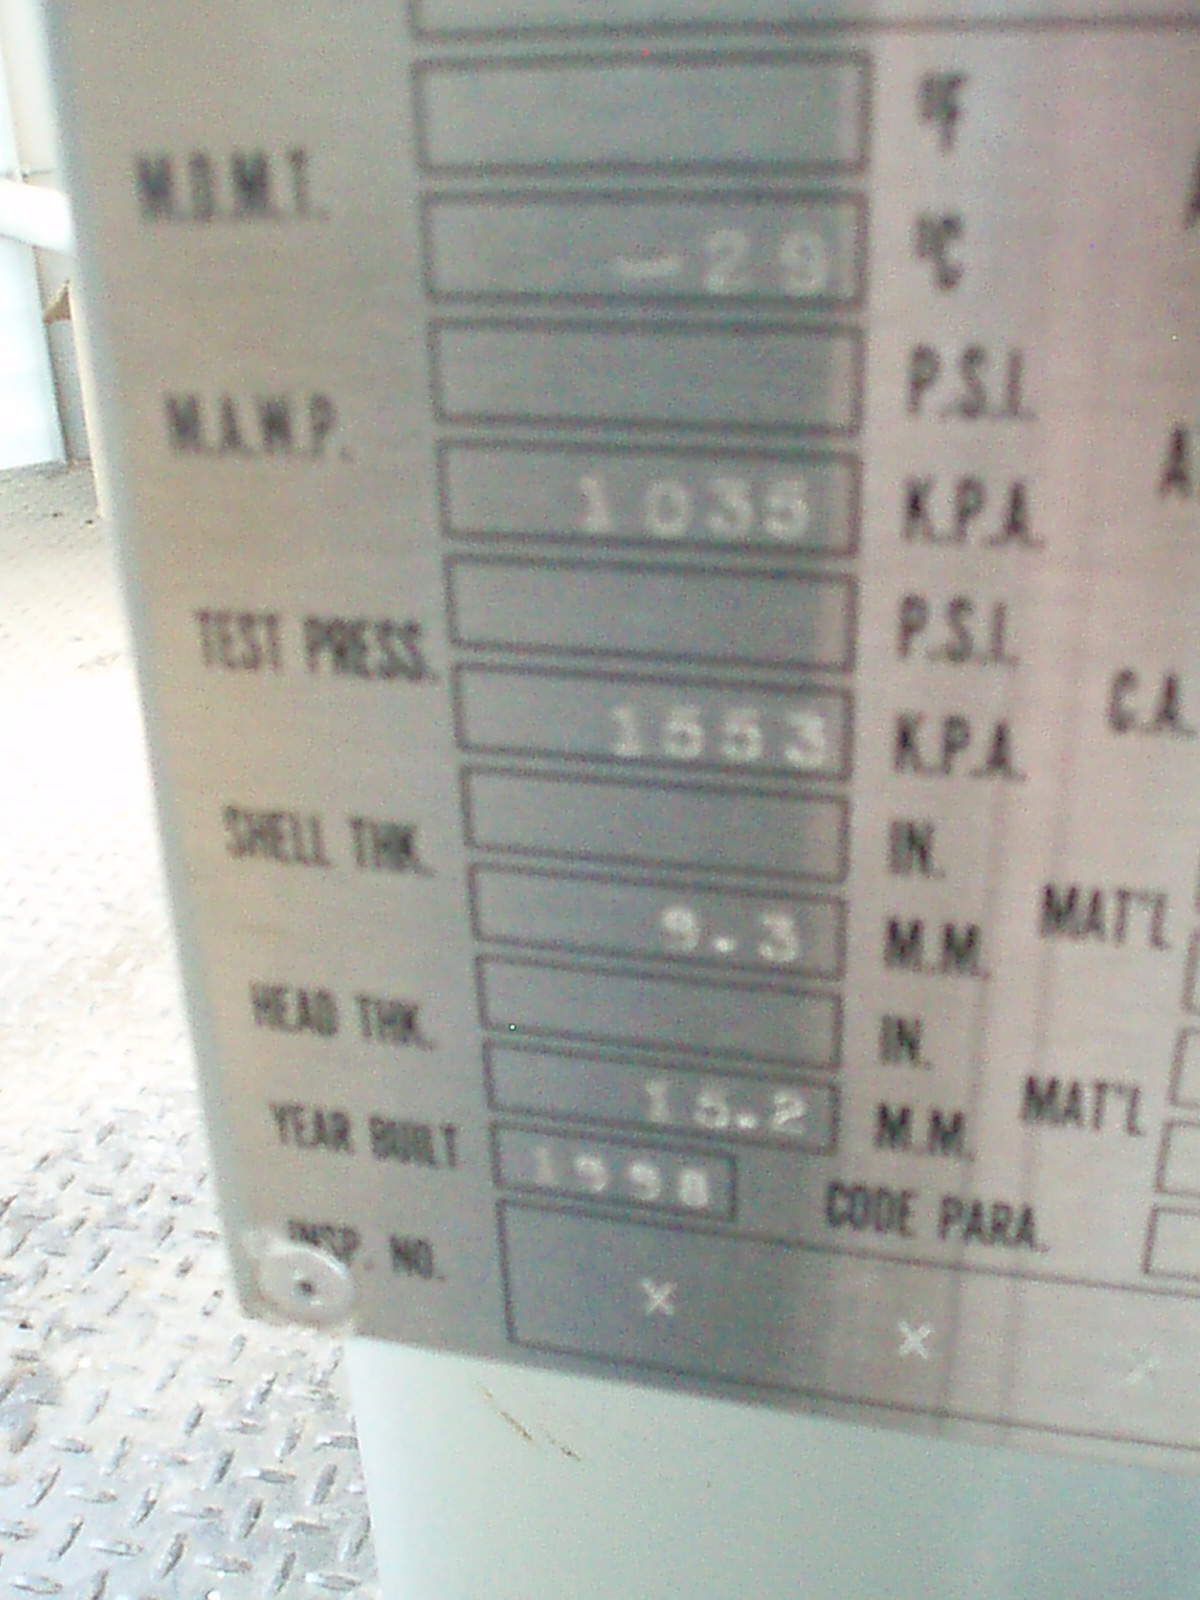 °F
M.D.M.T.
-29 °C
P.S.I.
M.A.W.P.
1035 K.P.A.
P.S.I.
TEST PRESS.
1553 K.P.A.
C.A.
SHELL THK. IN.
9.3 M.M. MAT'L
HEAD THK. IN.
15.2 M.M. MAT'L
YEAR BUILT 1998 CODE PARA.
INSP. NO. X X